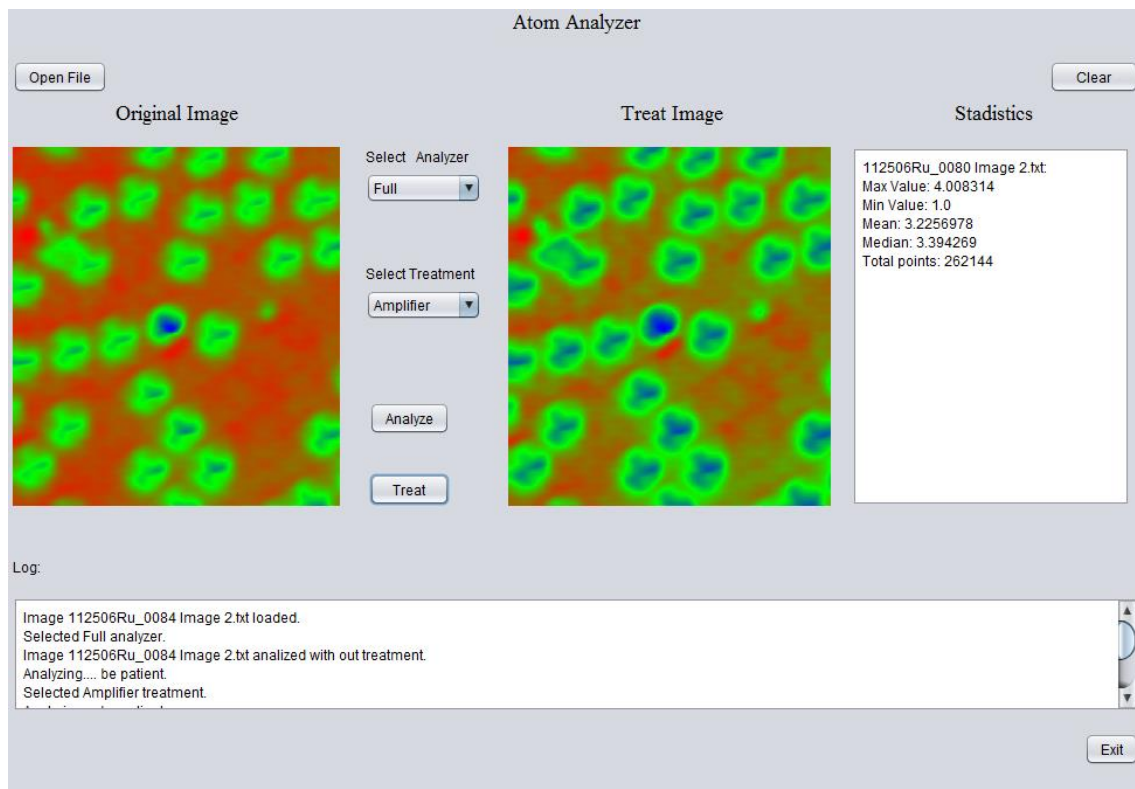 Atom Analyzer
Open File
Clear
Original Image
Treat Image
Stadistics
Select Analyzer
Full
Select Treatment
Amplifier
Analyze
Treat
112506Ru_0080 Image 2.txt:
Max Value: 4.008314
Min Value: 1.0
Mean: 3.2256978
Median: 3.394269
Total points: 262144
Log:
Image 112506Ru_0084 Image 2.txt loaded.
Selected Full analyzer.
Image 112506Ru_0084 Image 2.txt analized with out treatment.
Analyzing.... be patient.
Selected Amplifier treatment.
Exit